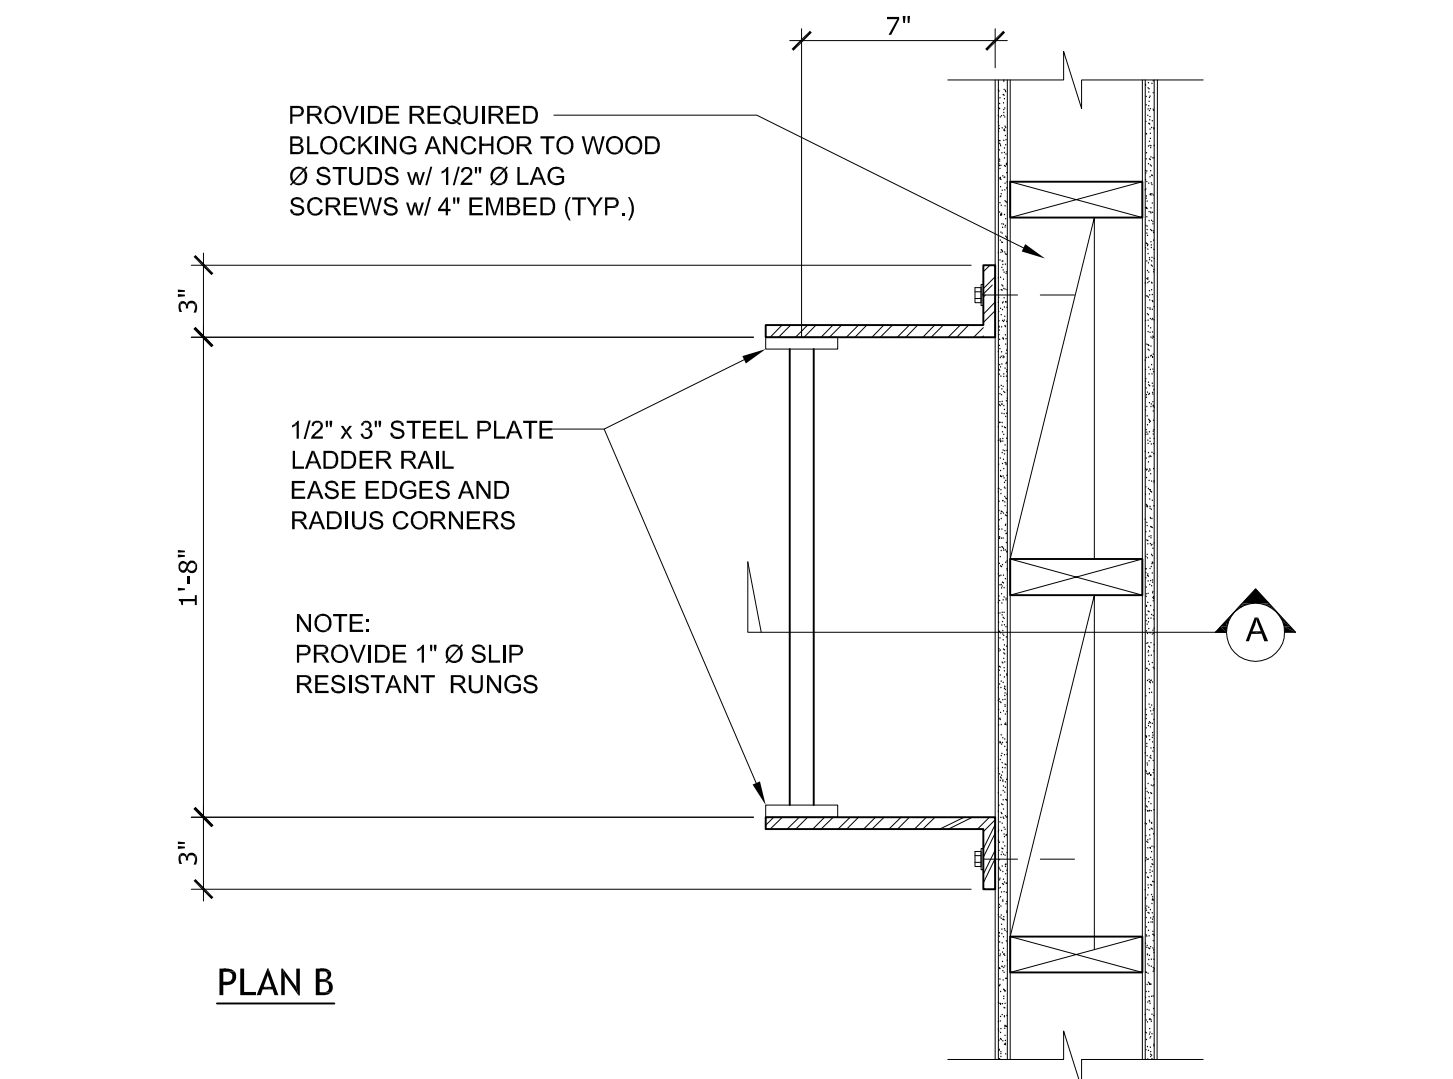 7"
PROVIDE REQUIRED
BLOCKING ANCHOR TO WOOD
Ø STUDS w/ 1/2" Ø LAG
SCREWS w/ 4" EMBED (TYP.)
3"
1/2" x 3" STEEL PLATE
LADDER RAIL
EASE EDGES AND
RADIUS CORNERS
1'-8"
NOTE:
PROVIDE 1" Ø SLIP
RESISTANT RUNGS
A
3"
PLAN B